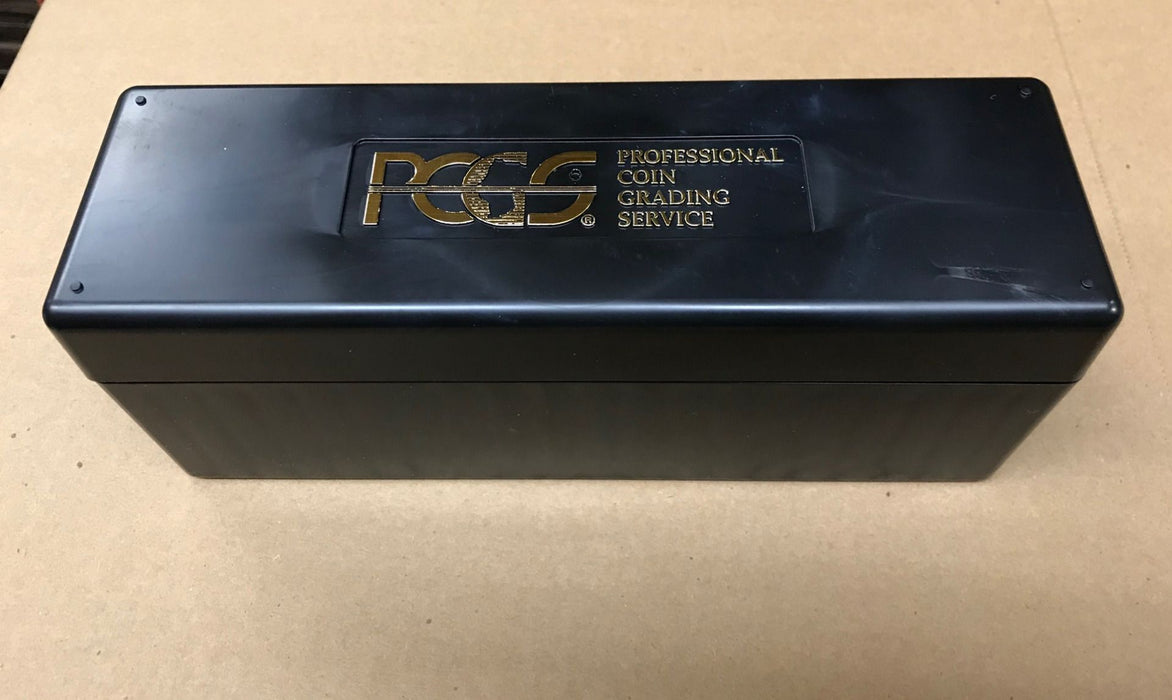 PCGS®
PROFESSIONAL
COIN
GRADING
SERVICE